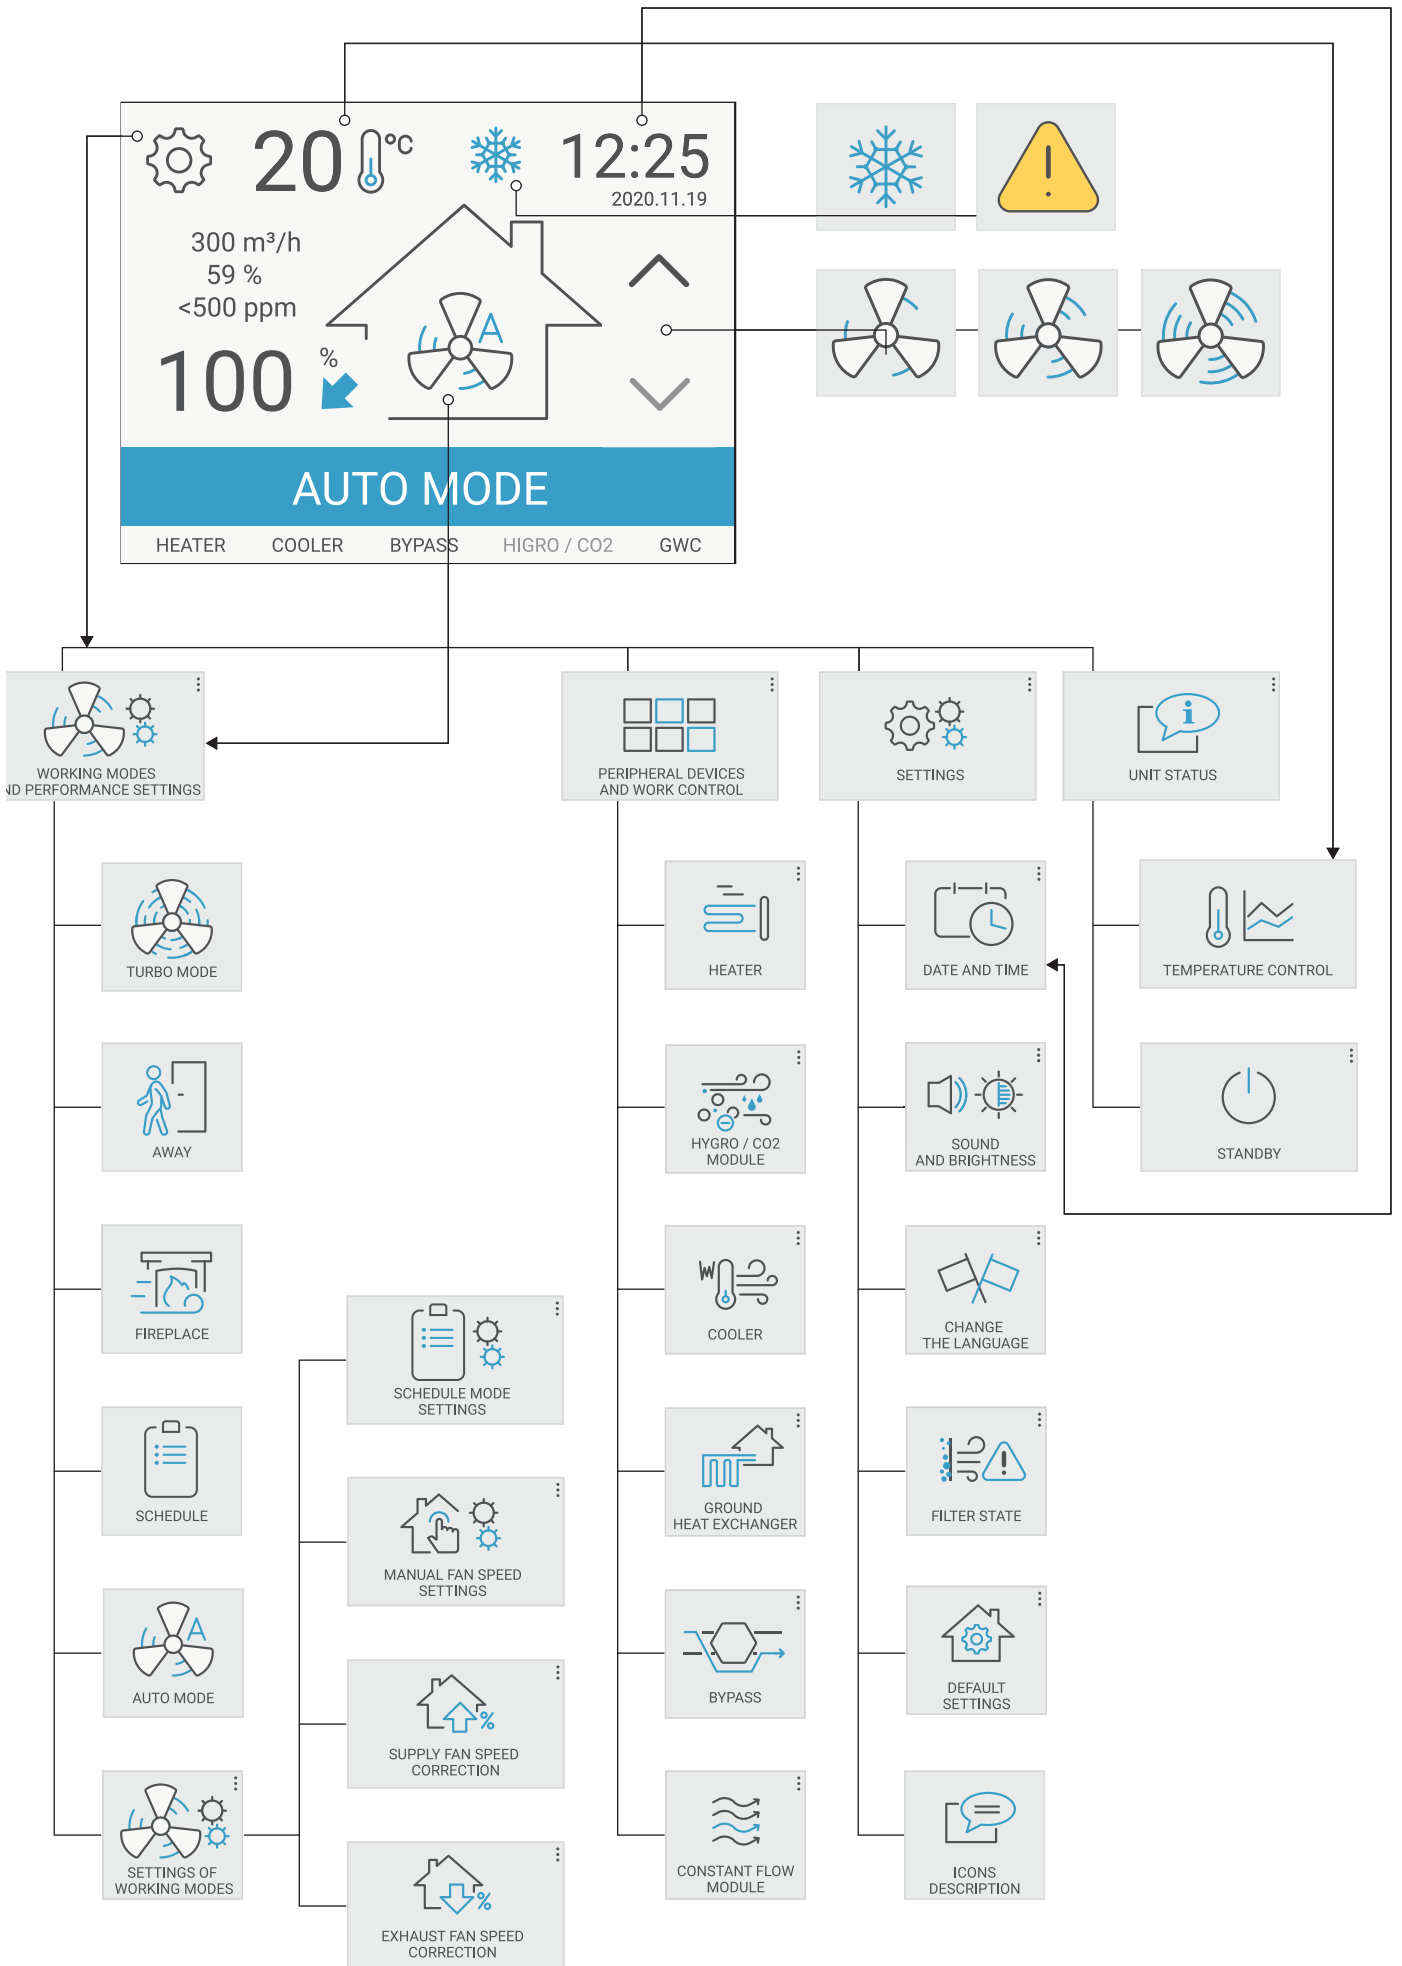 20 °C
12:25
2020.11.19
300 m³/h
59 %
<500 ppm
A
100 %
AUTO MODE
HEATER COOLER BYPASS HIGRO / CO2 GWC
WORKING MODES
ND PERFORMANCE SETTINGS
PERIPHERAL DEVICES
AND WORK CONTROL
SETTINGS
UNIT STATUS
TURBO MODE
AWAY
FIREPLACE
SCHEDULE
A
AUTO MODE
SETTINGS OF
WORKING MODES
SCHEDULE MODE
SETTINGS
MANUAL FAN SPEED
SETTINGS
%
SUPPLY FAN SPEED
CORRECTION
%
EXHAUST FAN SPEED
CORRECTION
HEATER
HYGRO / CO2
MODULE
COOLER
GROUND
HEAT EXCHANGER
BYPASS
CONSTANT FLOW
MODULE
DATE AND TIME
SOUND
AND BRIGHTNESS
CHANGE
THE LANGUAGE
FILTER STATE
DEFAULT
SETTINGS
ICONS
DESCRIPTION
TEMPERATURE CONTROL
STANDBY